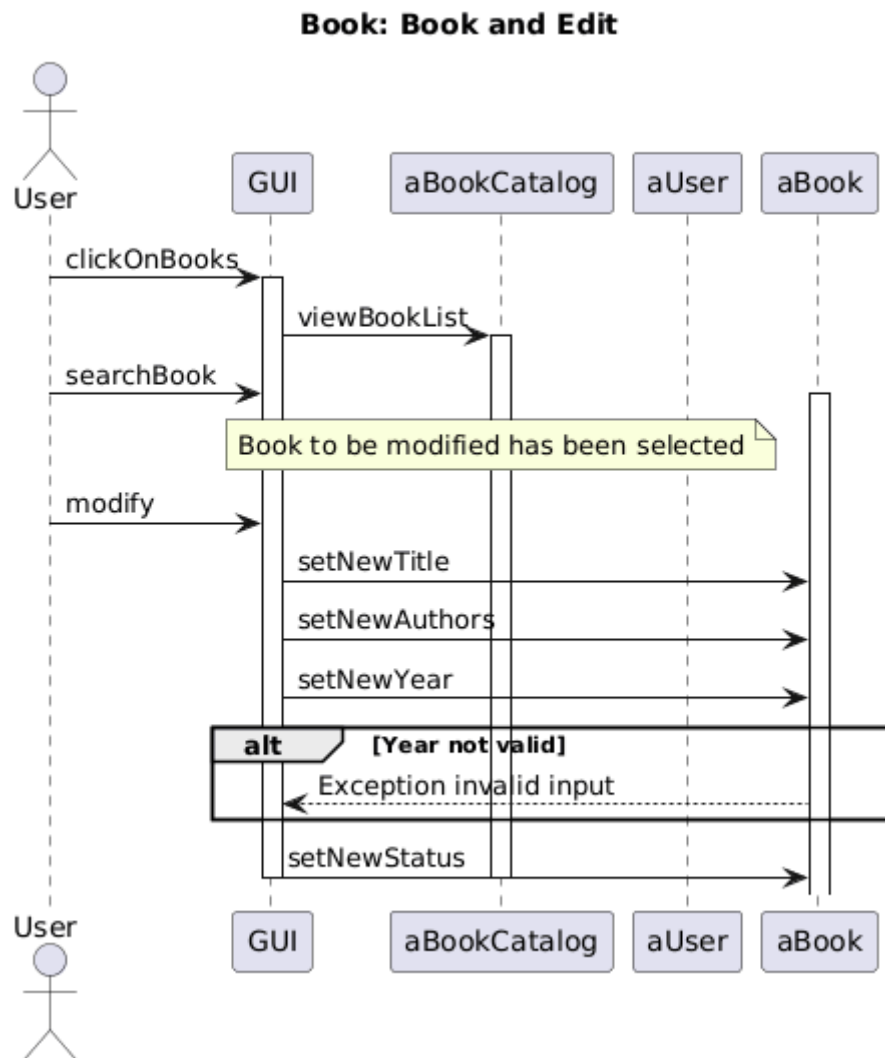 Book: Book and Edit
User
GUI
aBookCatalog
aUser
aBook
clickOnBooks
viewBookList
searchBook
Book to be modified has been selected
modify
setNewTitle
setNewAuthors
setNewYear
alt
[Year not valid]
Exception invalid input
setNewStatus
User
GUI
aBookCatalog
aUser
aBook